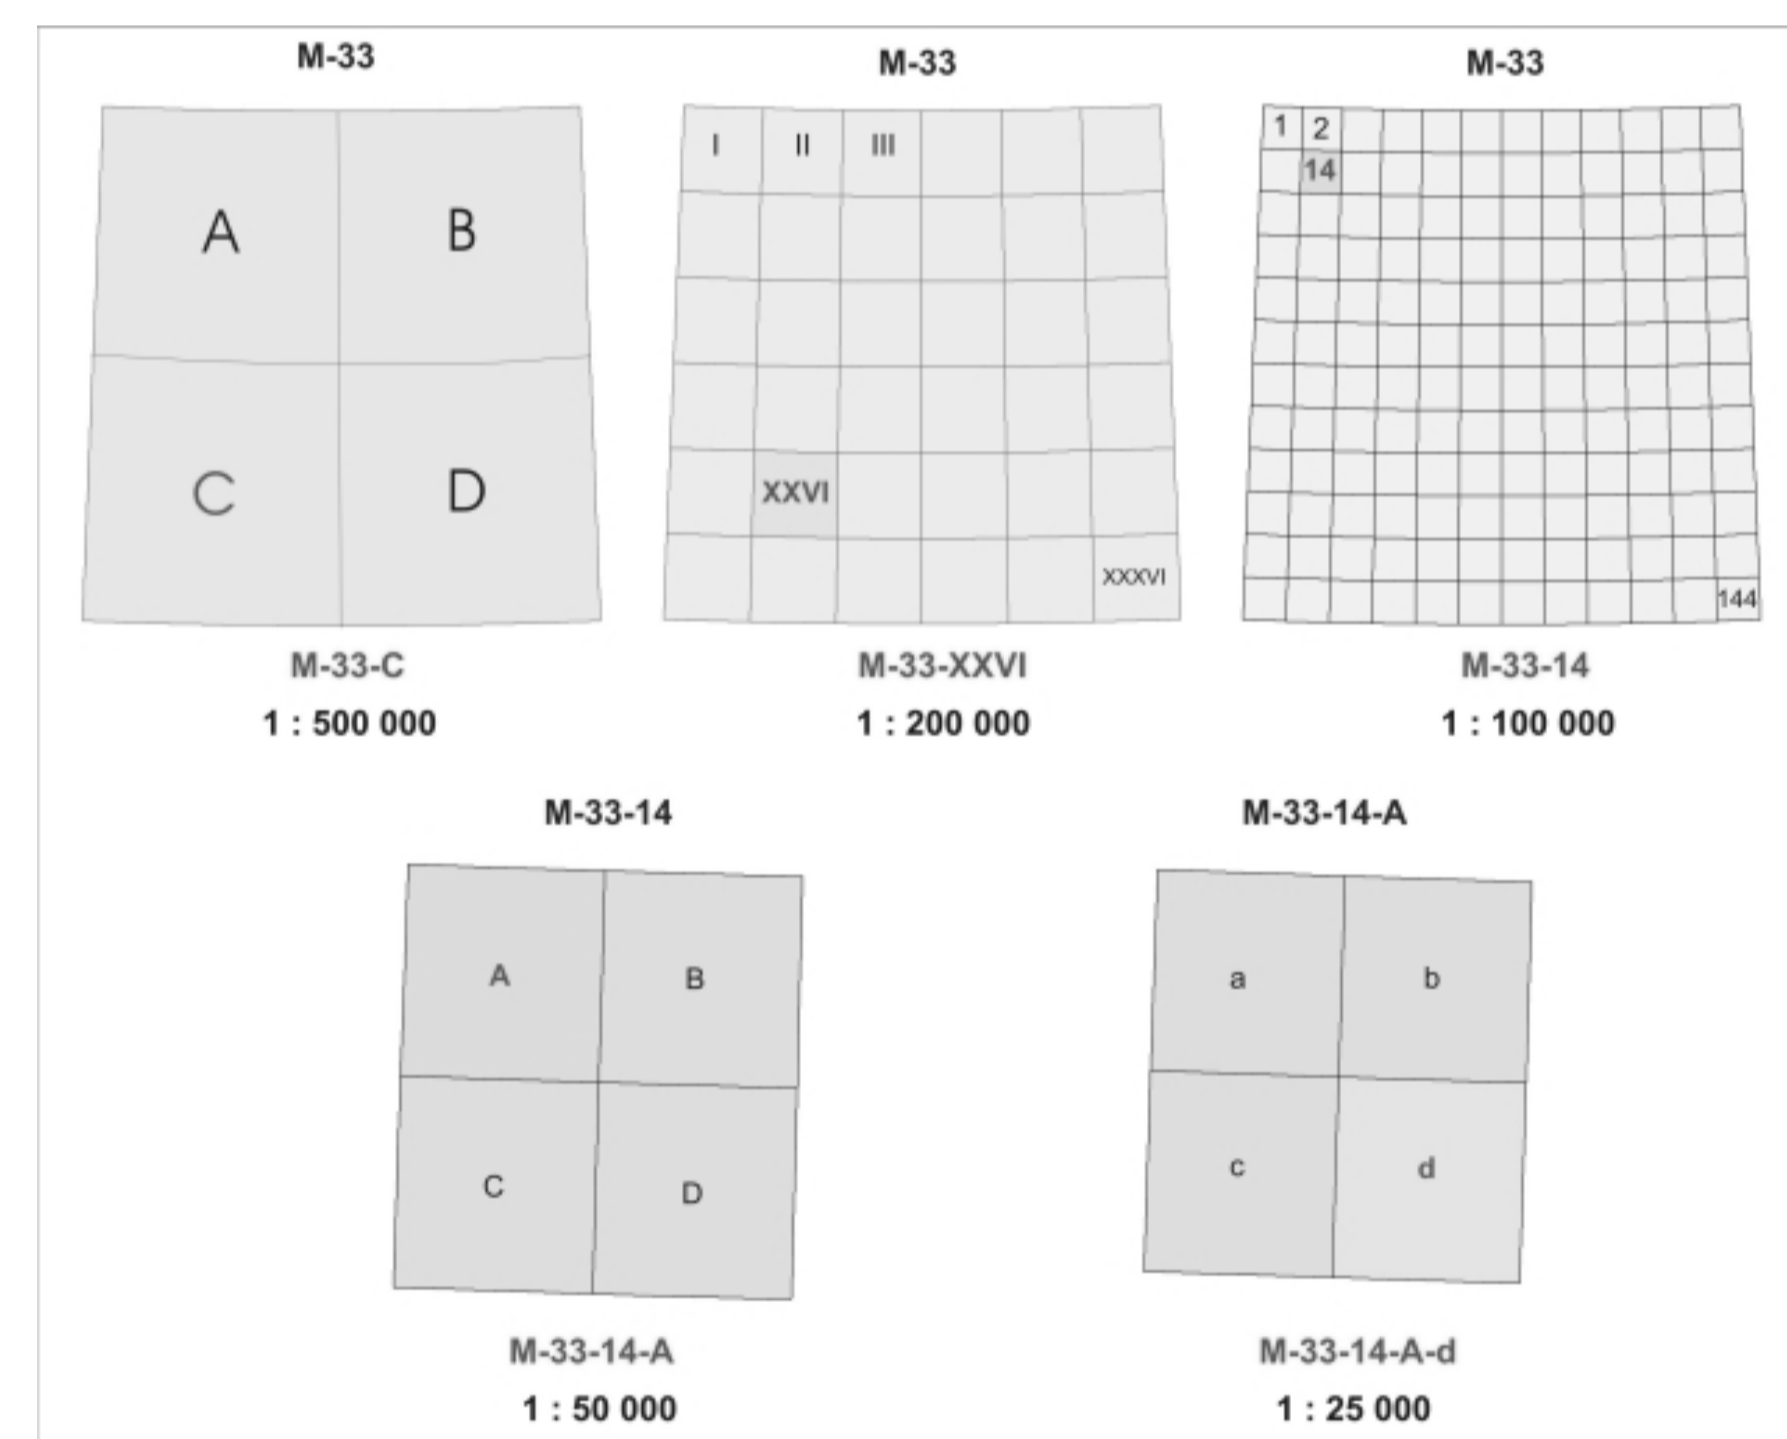 M-33
M-33
M-33
A
B
C
D
I
II
III
XXVI
XXXVI
1
2
14
144
M-33-C
M-33-XXVI
M-33-14
1 : 500 000
1 : 200 000
1 : 100 000
M-33-14
M-33-14-A
A
B
C
D
a
b
c
d
M-33-14-A
M-33-14-A-d
1 : 50 000
1 : 25 000